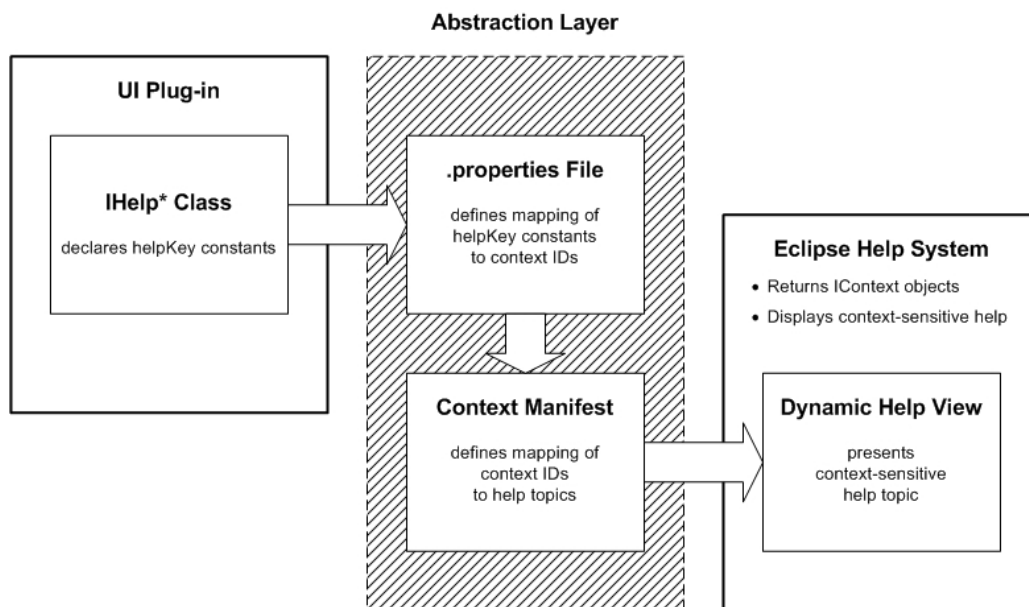 Abstraction Layer
UI Plug-in
IHelp* Class
declares helpKey constants
.properties File
defines mapping of
helpKey constants
to context IDs
Context Manifest
defines mapping of
context IDs
to help topics
Eclipse Help System
• Returns IContext objects
• Displays context-sensitive help
Dynamic Help View
presents
context-sensitive
help topic